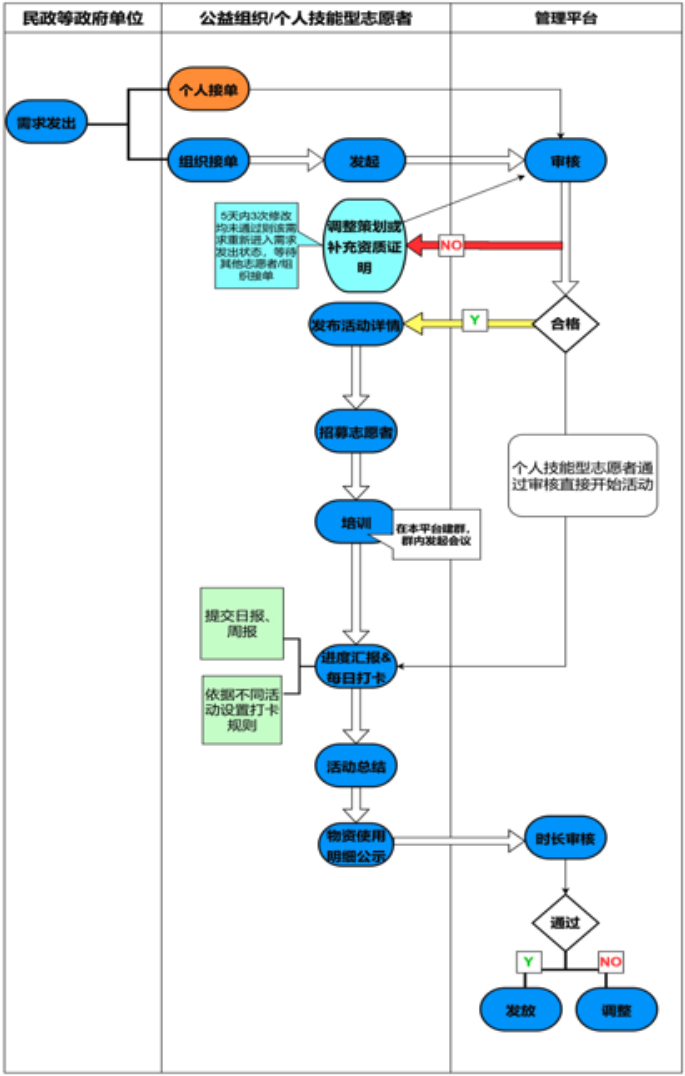 民政等政府单位
公益组织/个人技能型志愿者
管理平台
个人接单
需求发出
组织接单
发起
审核
5天内3次修改
均未通过则该需
求重新进入需求
发出状态，等待
其他志愿者/组
织接单
调整策划或
补充资质证
明
NO
发布活动详情
Y
合格
招募志愿者
个人技能型志愿者通
过审核直接开始活动
培训
在本平台建群，
群内发起会议
提交日报、
周报
进度汇报&
每日打卡
依据不同活
动设置打卡
规则
活动总结
物资使用
明细公示
时长审核
通过
Y
NO
发放
调整